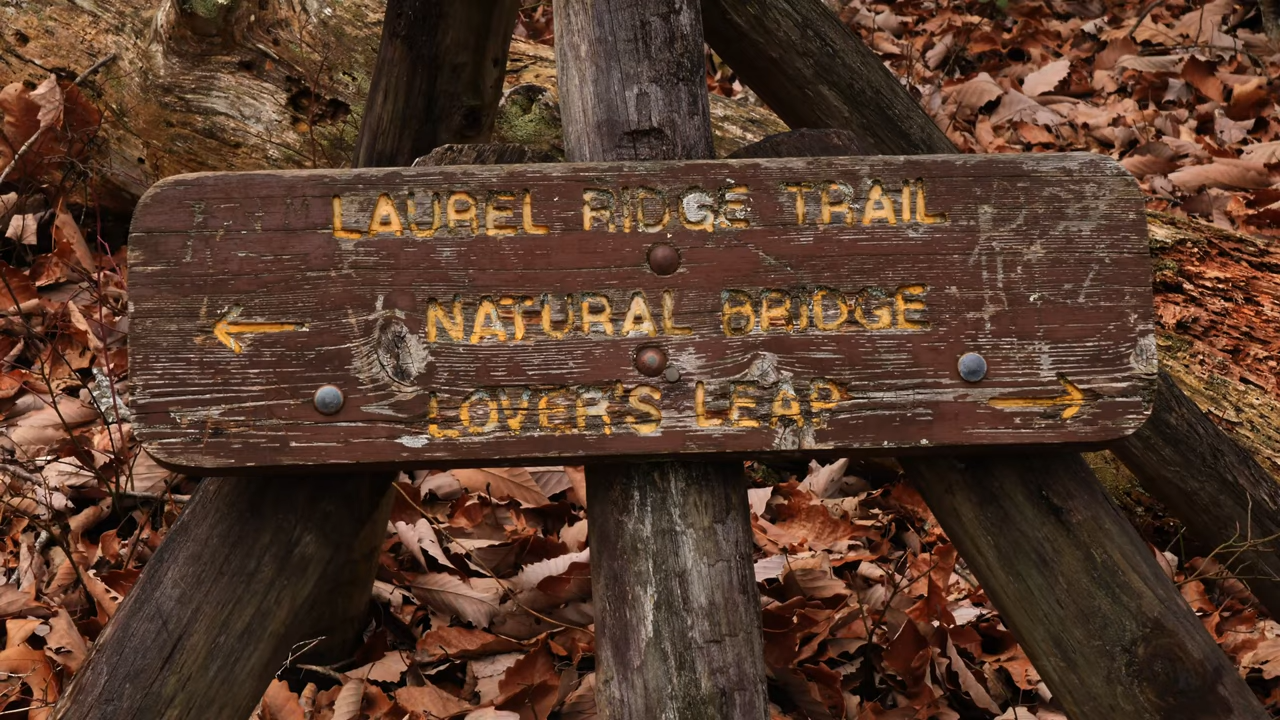 LAUREL RIDGE TRAIL
← NATURAL BRIDGE
LOVER'S LEAP →